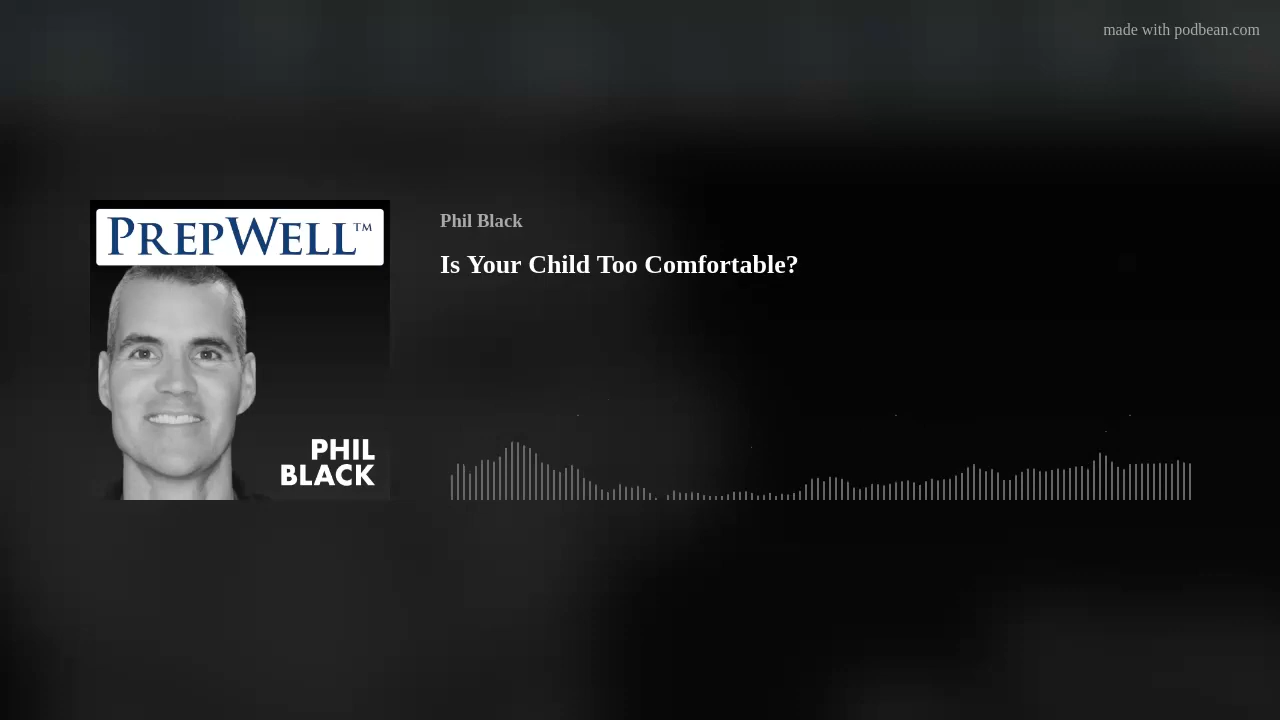 made with podbean.com
PREPWELL™
Phil Black
Is Your Child Too Comfortable?
PHIL
BLACK